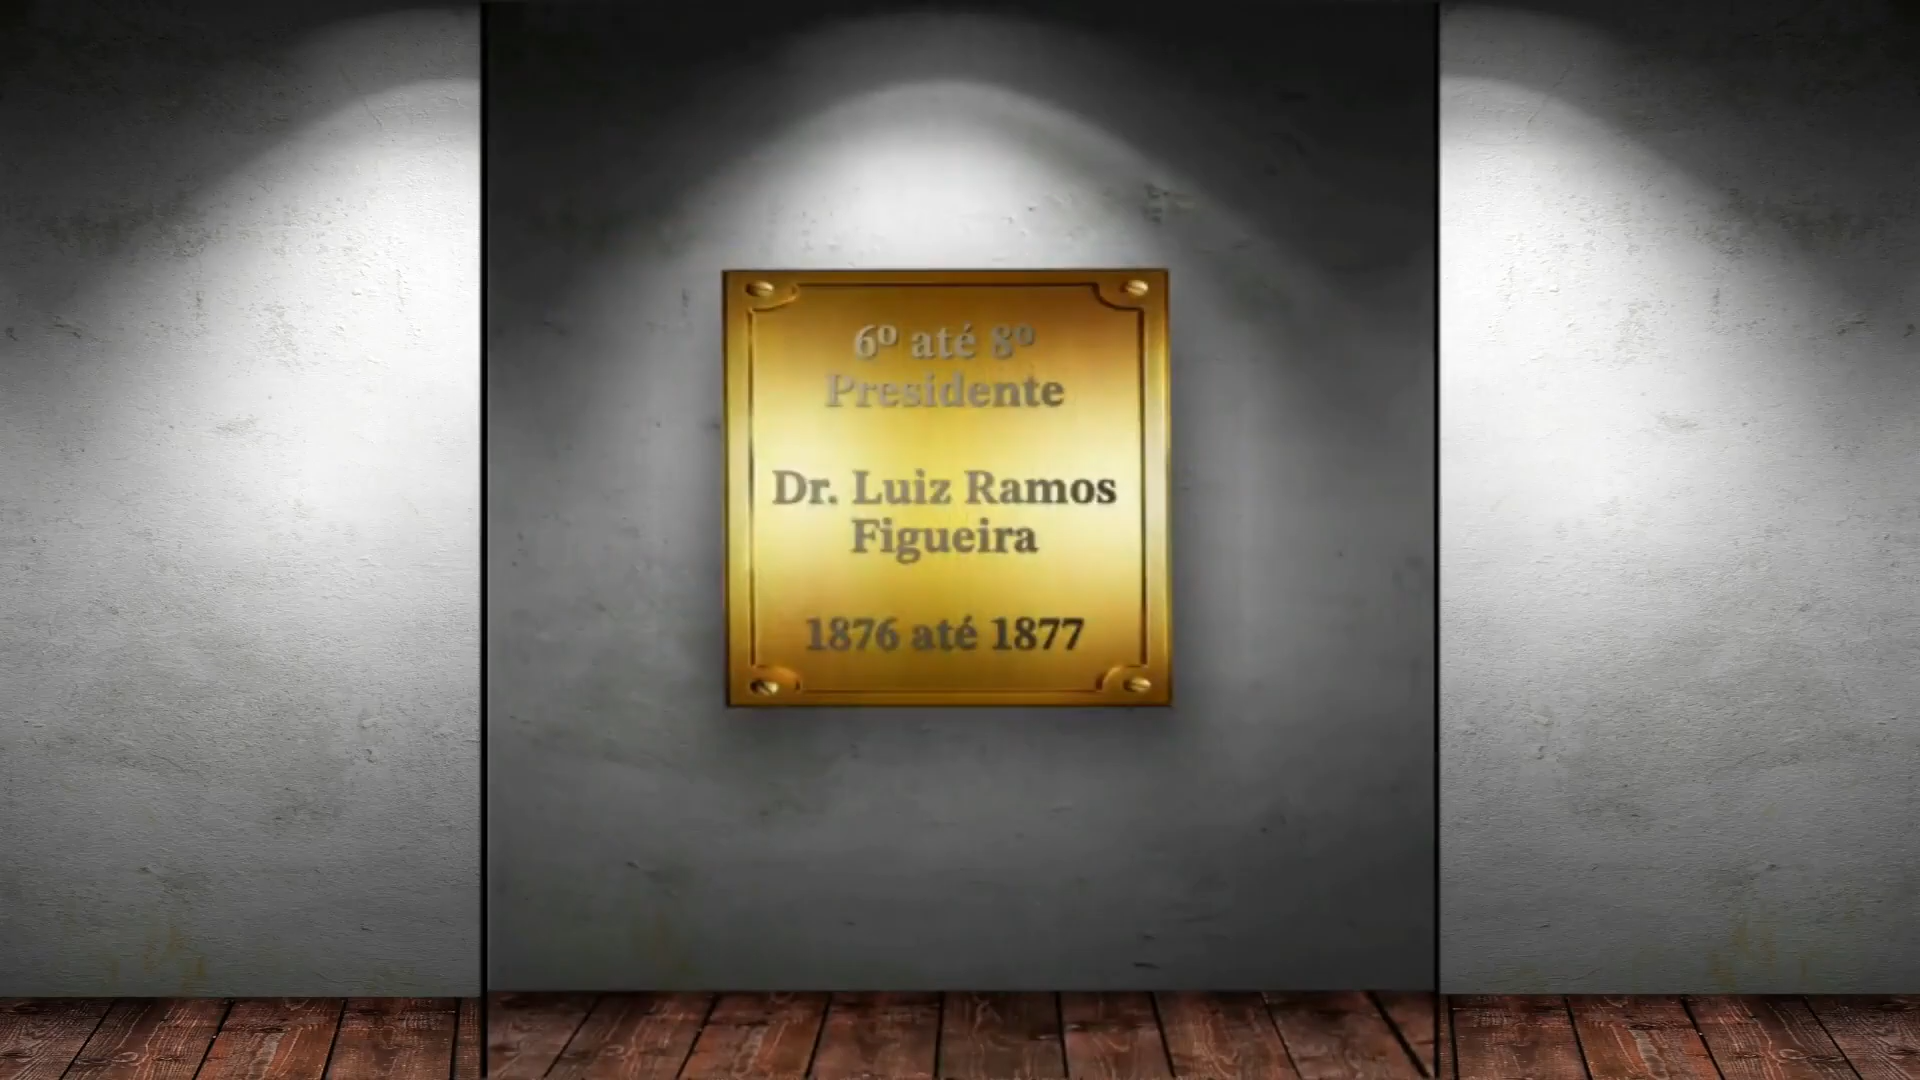 6º até 8º
Presidente
Dr. Luiz Ramos
Figueira
1876 até 1877